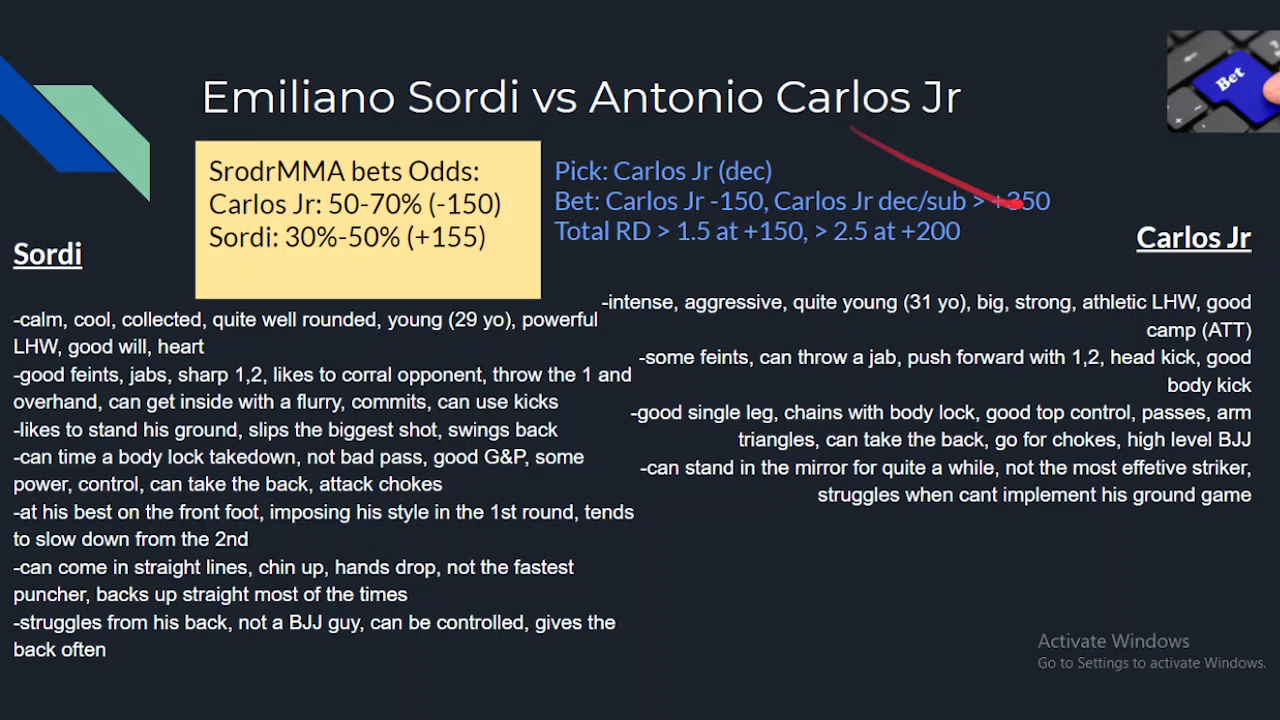 Emiliano Sordi vs Antonio Carlos Jr
Bet
SrodrMMA bets Odds:
Carlos Jr: 50-70% (-150)
Sordi: 30%-50% (+155)
Pick: Carlos Jr (dec)
Bet: Carlos Jr -150, Carlos Jr dec/sub > +350
Total RD > 1.5 at +150, > 2.5 at +200
Sordi
-calm, cool, collected, quite well rounded, young (29 yo), powerful
LHW, good will, heart
-good feints, jabs, sharp 1,2, likes to corral opponent, throw the 1 and
overhand, can get inside with a flurry, commits, can use kicks
-likes to stand his ground, slips the biggest shot, swings back
-can time a body lock takedown, not bad pass, good G&P, some
power, control, can take the back, attack chokes
-at his best on the front foot, imposing his style in the 1st round, tends
to slow down from the 2nd
-can come in straight lines, chin up, hands drop, not the fastest
puncher, backs up straight most of the times
-struggles from his back, not a BJJ guy, can be controlled, gives the
back often
Carlos Jr
-intense, aggressive, quite young (31 yo), big, strong, athletic LHW, good
camp (ATT)
-some feints, can throw a jab, push forward with 1,2, head kick, good
body kick
-good single leg, chains with body lock, good top control, passes, arm
triangles, can take the back, go for chokes, high level BJJ
-can stand in the mirror for quite a while, not the most effetive striker,
struggles when cant implement his ground game
Activate Windows
Go to Settings to activate Windows.